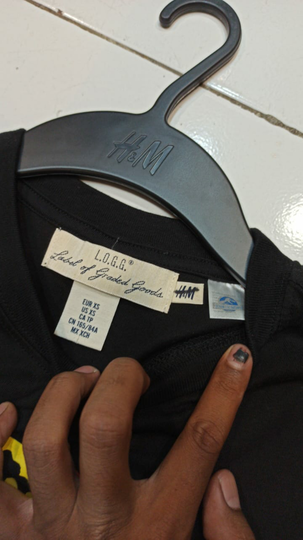 H&M
L.O.G.G.®
Label of Graded Goods
H&M
EUR XS
US XS
CA TP
CN 165/84A
MX XCH